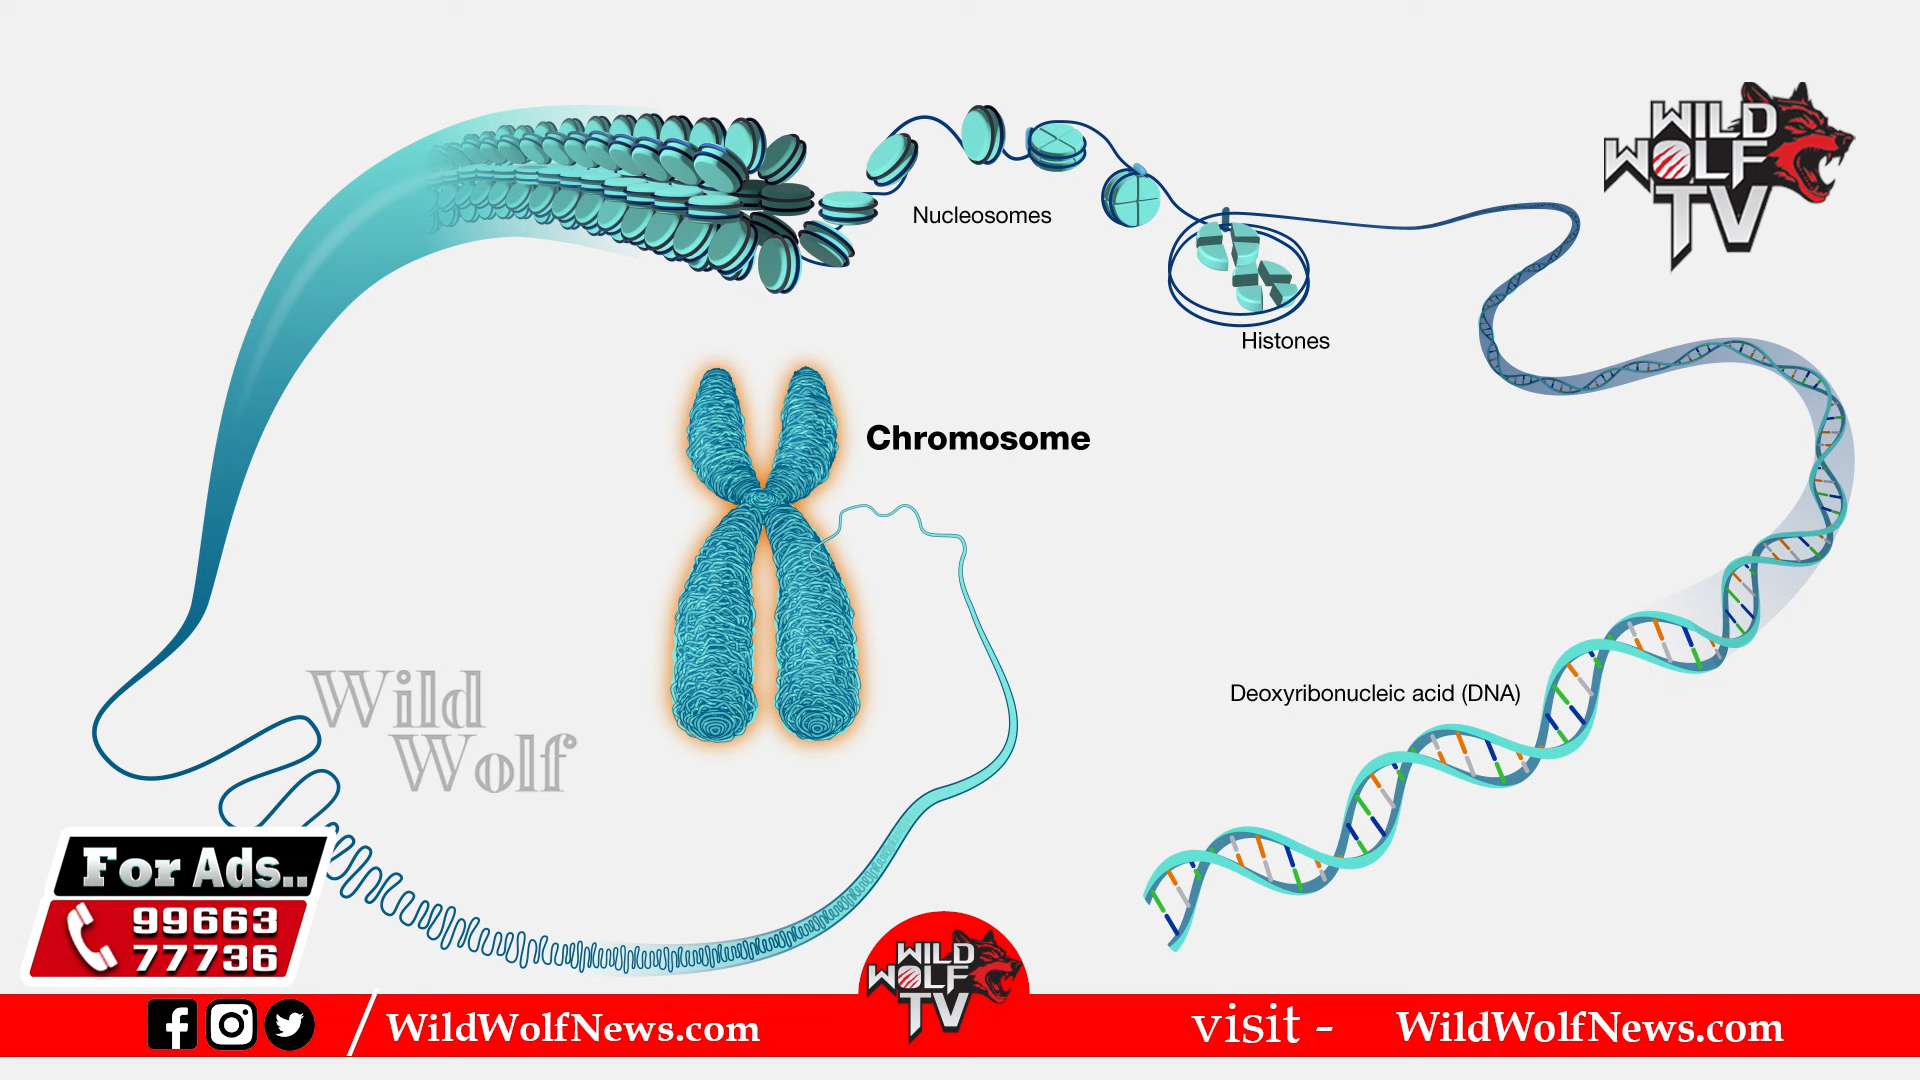 WILD
WOLF
TV
Nucleosomes
Histones
Chromosome
Deoxyribonucleic acid (DNA)
Wild
Wolf
For Ads..
99663
77736
WILD
WOLF
TV
WildWolfNews.com
visit - WildWolfNews.com